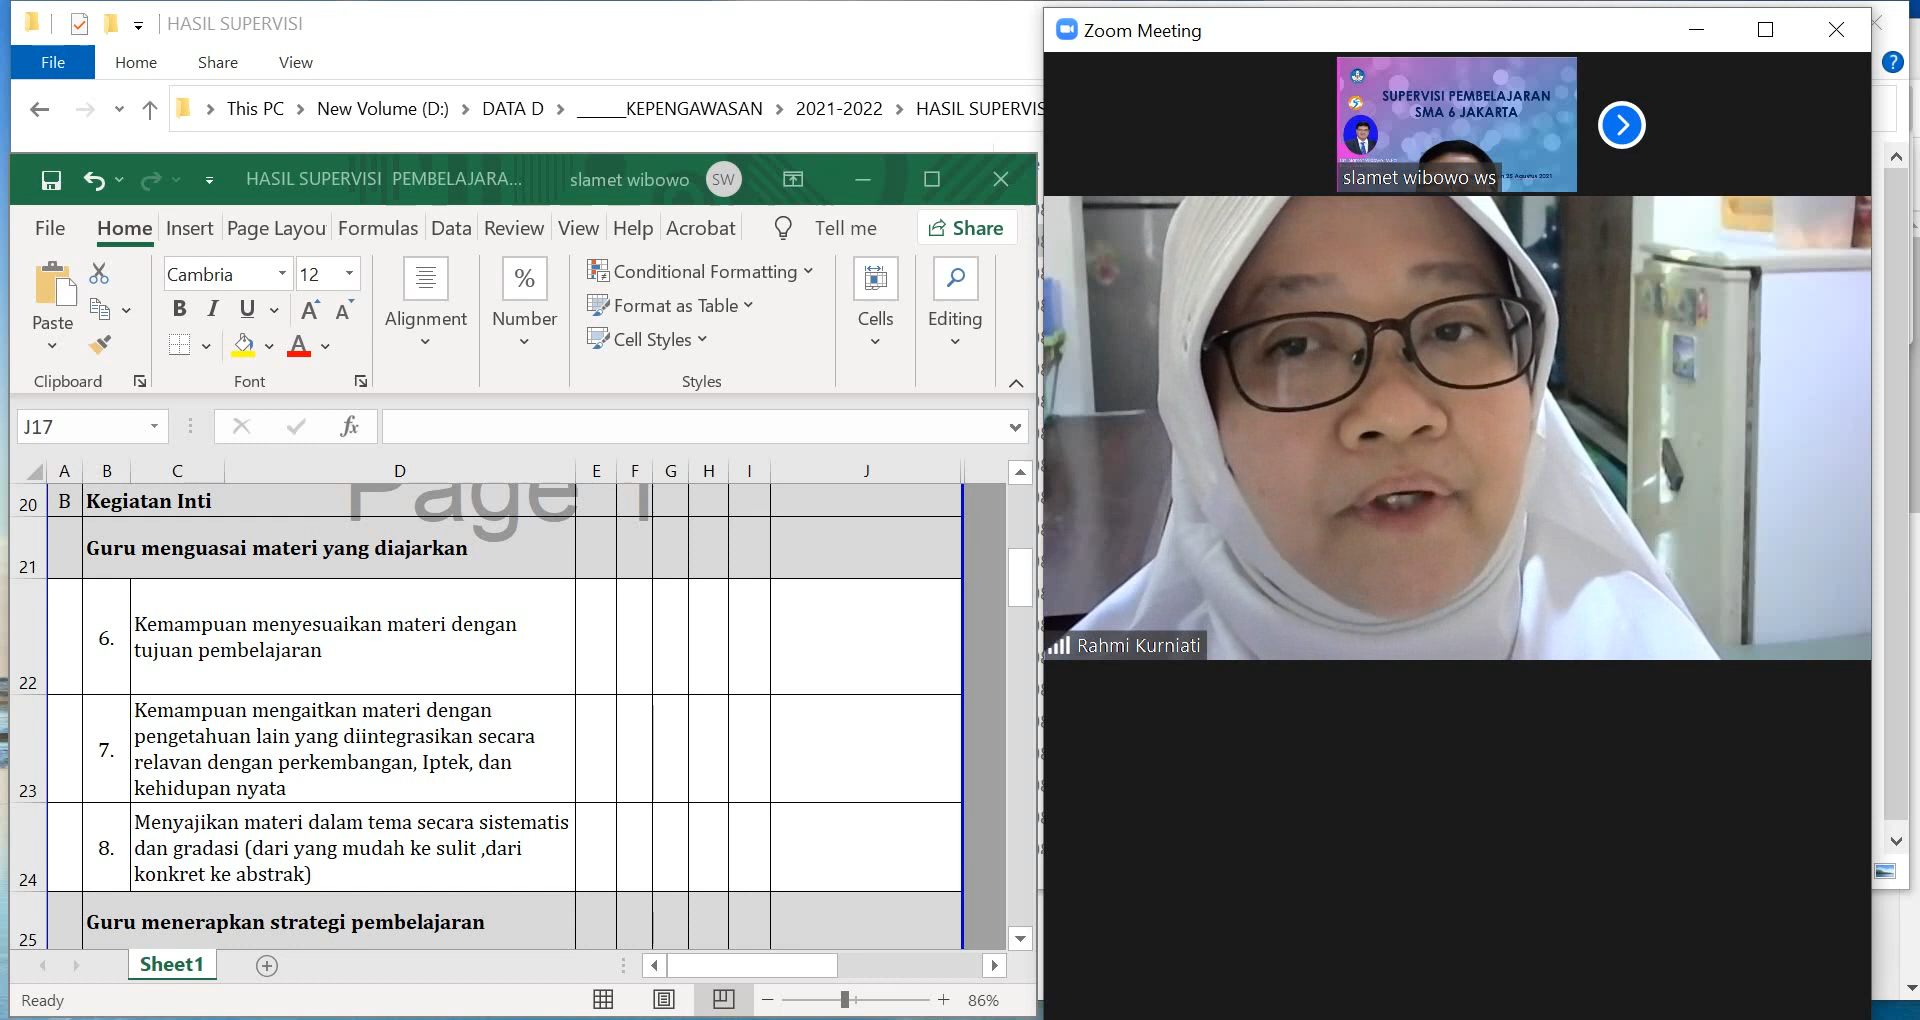 HASIL SUPERVISI
File Home Share View
This PC New Volume (D:) DATA D ______KEPENGAWASAN 2021-2022 HASIL SUPERVIS
HASIL SUPERVISI PEMBELAJARA... slamet wibowo SW
File Home Insert Page Layou Formulas Data Review View Help Acrobat Tell me Share
Paste
Clipboard
Cambria 12
B I U A A
A
Font
Alignment
%
Number
Conditional Formatting
Format as Table
Cell Styles
Styles
Cells
Editing
J17 fx
A B C D E F G H I J
Page 1
20 B Kegiatan Inti
21 Guru menguasai materi yang diajarkan
22 6. Kemampuan menyesuaikan materi dengan
tujuan pembelajaran
23 7. Kemampuan mengaitkan materi dengan
pengetahuan lain yang diintegrasikan secara
relavan dengan perkembangan, Iptek, dan
kehidupan nyata
24 8. Menyajikan materi dalam tema secara sistematis
dan gradasi (dari yang mudah ke sulit ,dari
konkret ke abstrak)
25 Guru menerapkan strategi pembelajaran
Sheet1
Ready 86%
Zoom Meeting
SUPERVISI PEMBELAJARAN
SMA 6 JAKARTA
slamet wibowo ws
25 Agustus 2021
Rahmi Kurniati